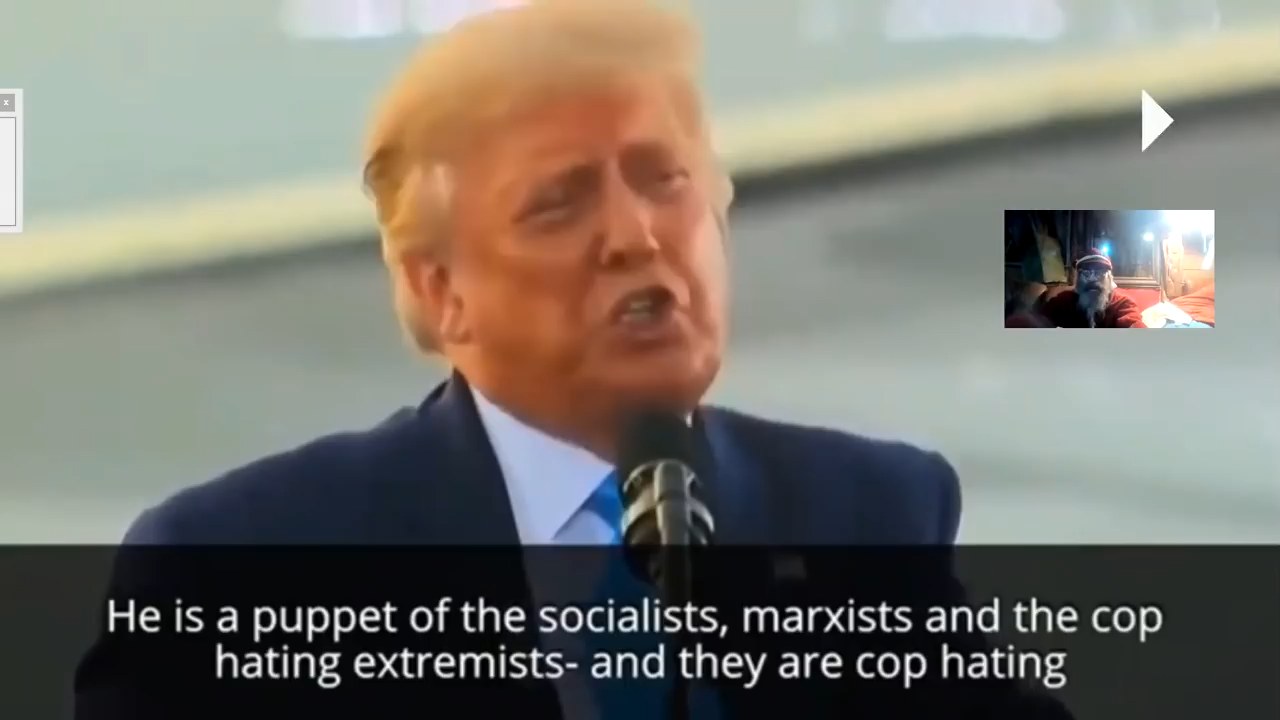 x
He is a puppet of the socialists, marxists and the cop
hating extremists- and they are cop hating